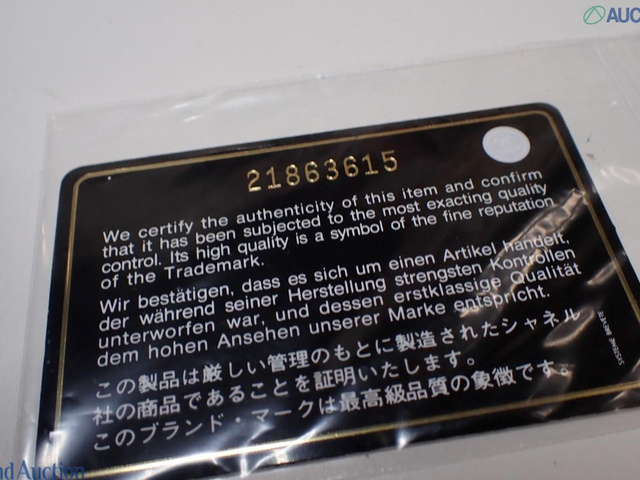 AUC
21863615
We certify the authenticity of this item and confirm
that it has been subjected to the most exacting quality
control. Its high quality is a symbol of the fine reputation
of the Trademark.
Wir bestätigen, dass es sich um einen Artikel handelt,
der während seiner Herstellung strengsten Kontrollen
unterworfen war, und dessen erstklassige Qualität
dem hohen Ansehen unserer Marke entspricht.
この製品は厳しい管理のもとに製造されたシャネル
社の商品であることを証明いたします。
このブランド・マークは最高級品質の象徴です。
nd Auction